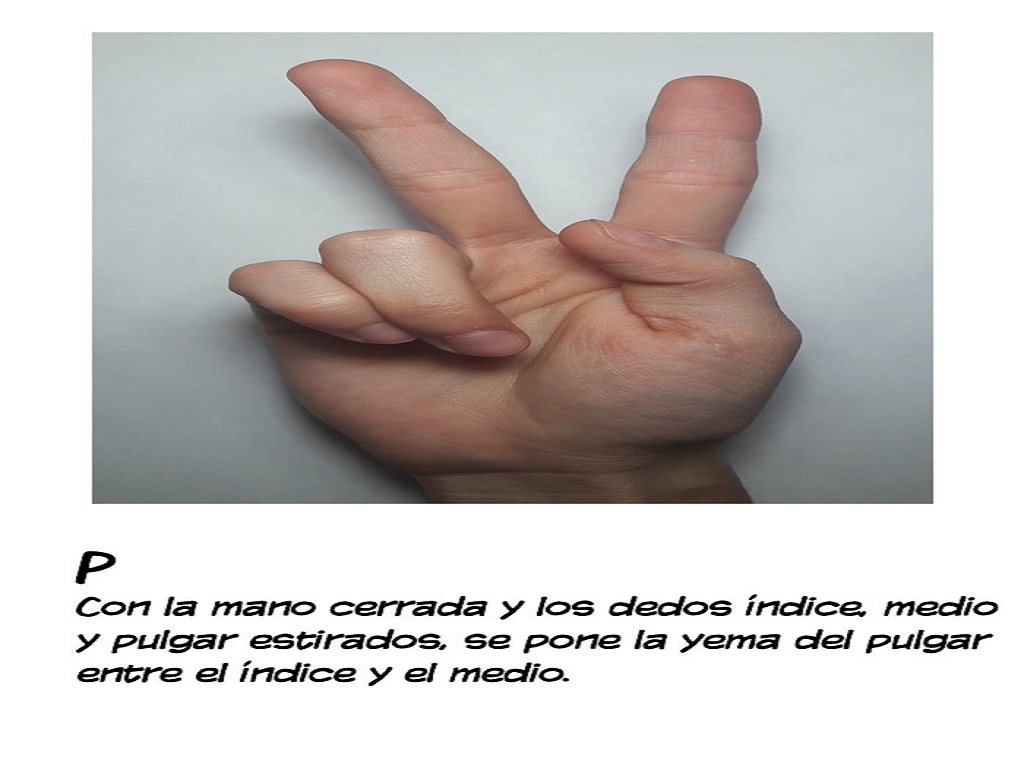 P
Con la mano cerrada y los dedos índice, medio
y pulgar estirados, se pone la yema del pulgar
entre el índice y el medio.